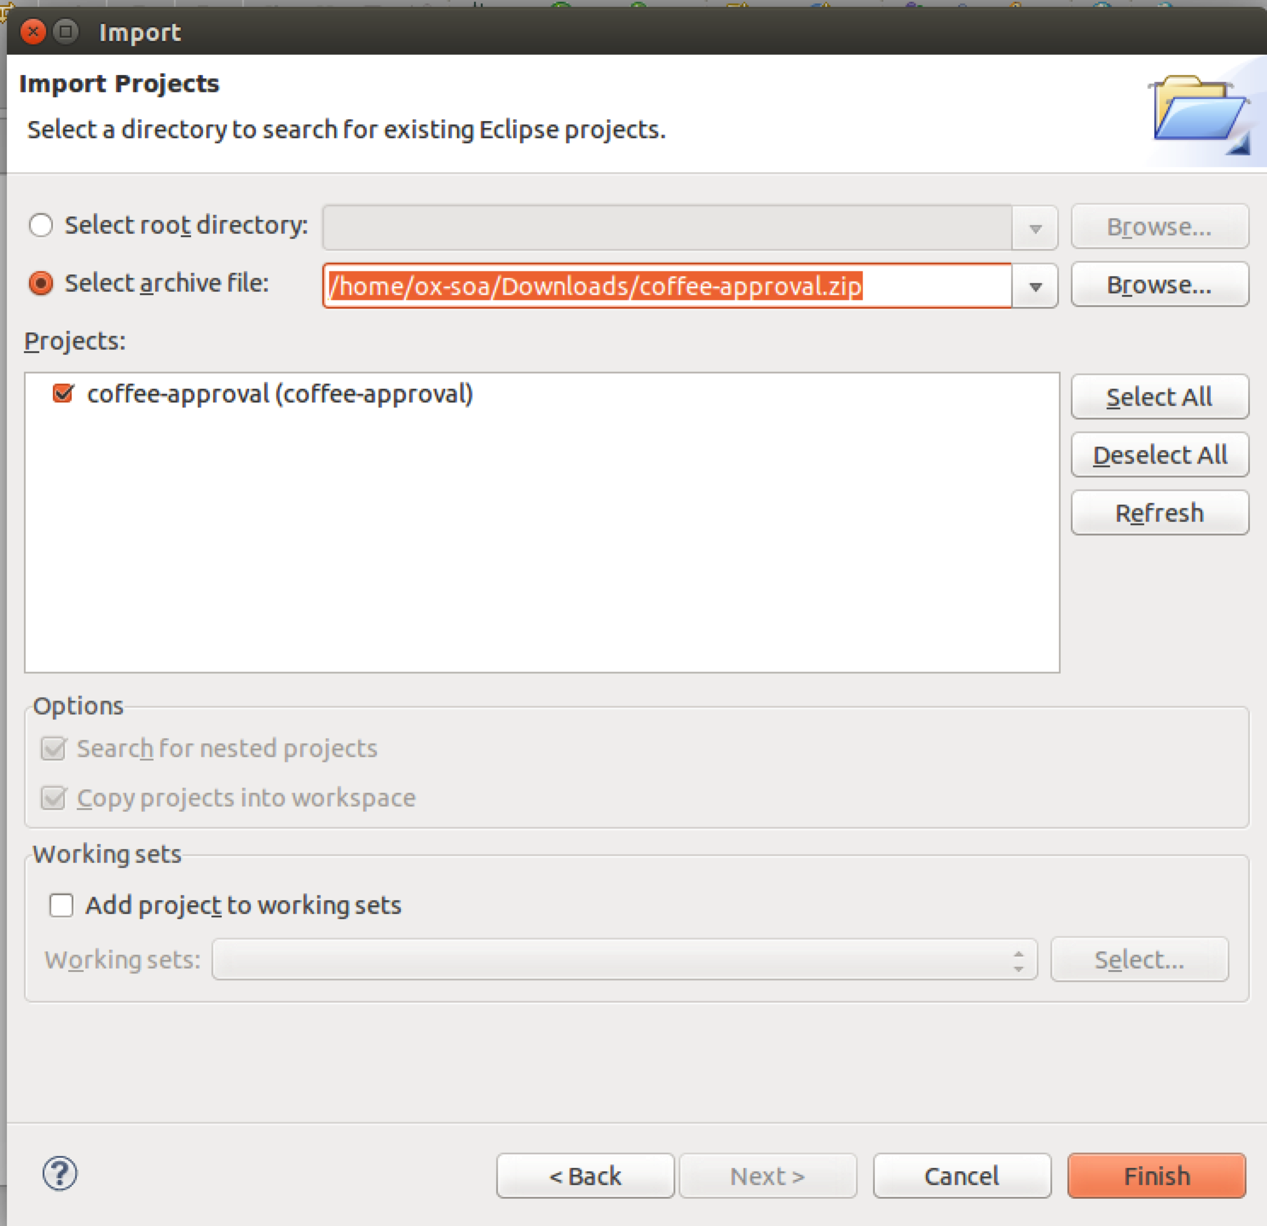 Import
Import Projects
Select a directory to search for existing Eclipse projects.
Select root directory:
Browse...
Select archive file:
/home/ox-soa/Downloads/coffee-approval.zip
Browse...
Projects:
coffee-approval (coffee-approval)
Select All
Deselect All
Refresh
Options
Search for nested projects
Copy projects into workspace
Working sets
Add project to working sets
Working sets:
Select...
?
< Back
Next >
Cancel
Finish